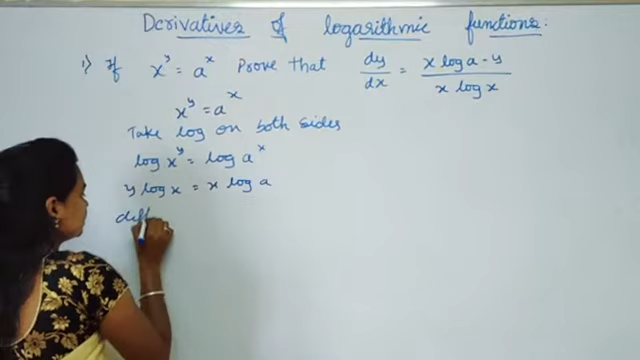 Derivatives of logarithmic functions:
1) If x^y = a^x Prove that dy/dx = (x log a - y)/(x log x)
x^y = a^x
Take log on both sides
log x^y = log a^x
y log x = x log a
diff